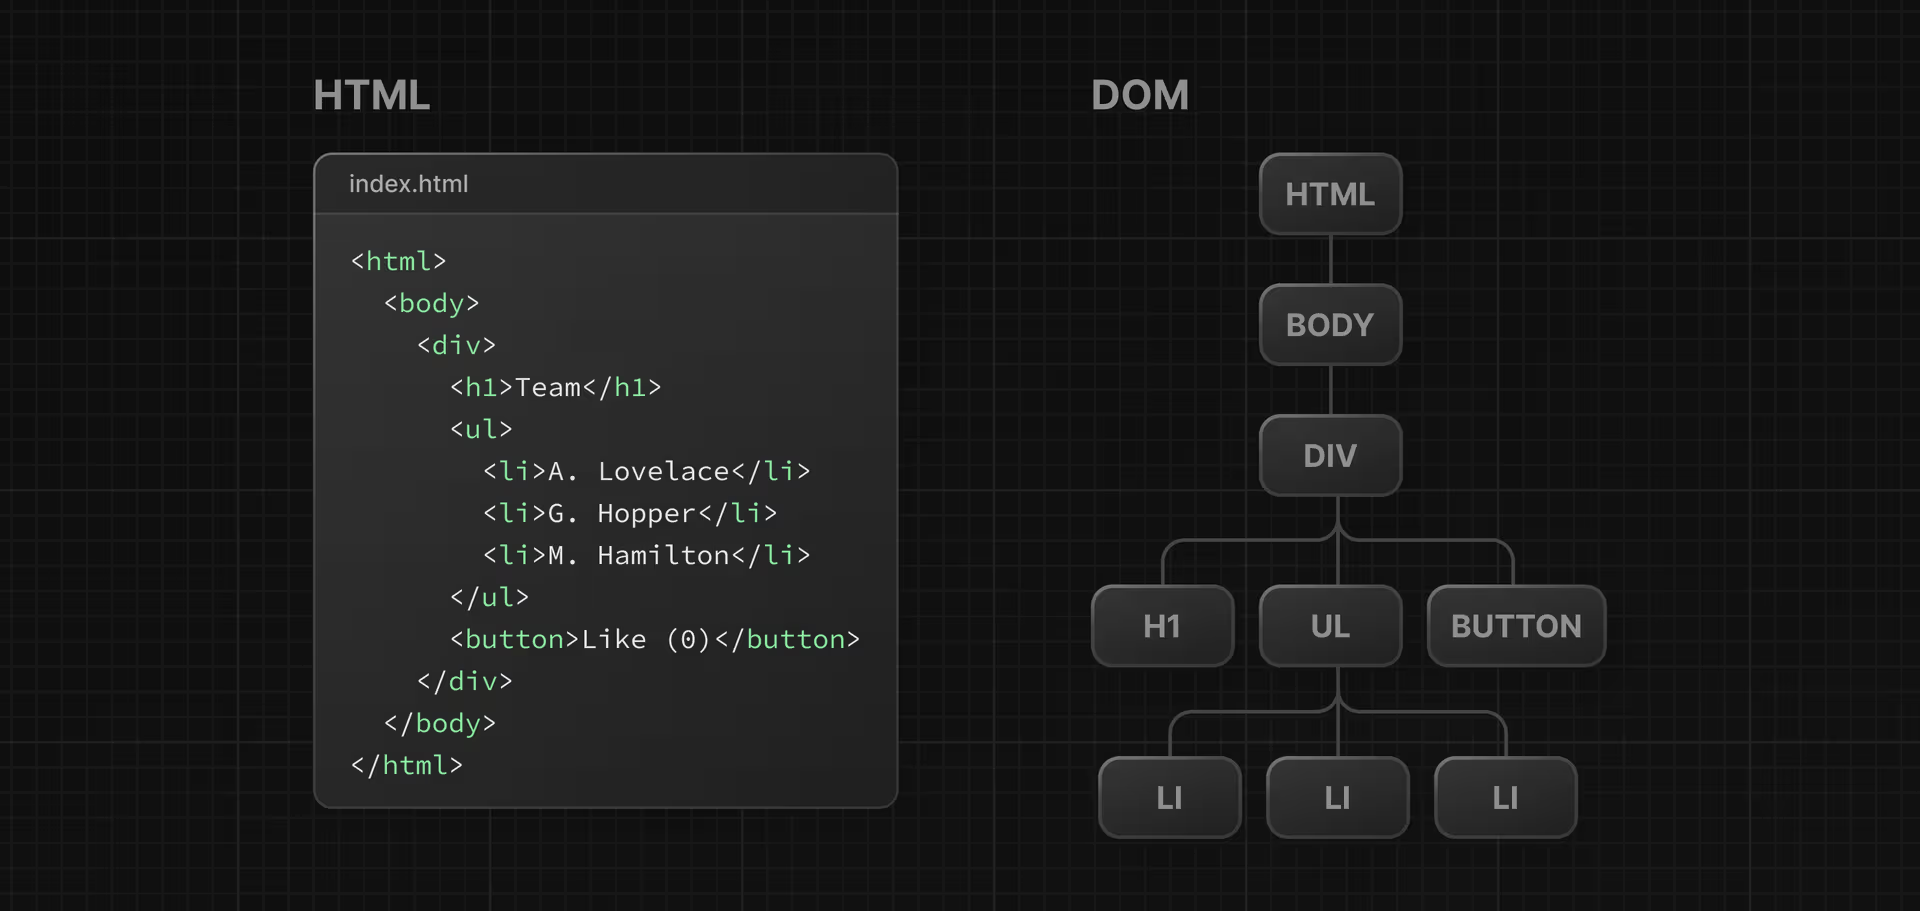 HTML
index.html
<html>
<body>
<div>
<h1>Team</h1>
<ul>
<li>A. Lovelace</li>
<li>G. Hopper</li>
<li>M. Hamilton</li>
</ul>
<button>Like (0)</button>
</div>
</body>
</html>
DOM
HTML
BODY
DIV
H1 UL BUTTON
LI LI LI